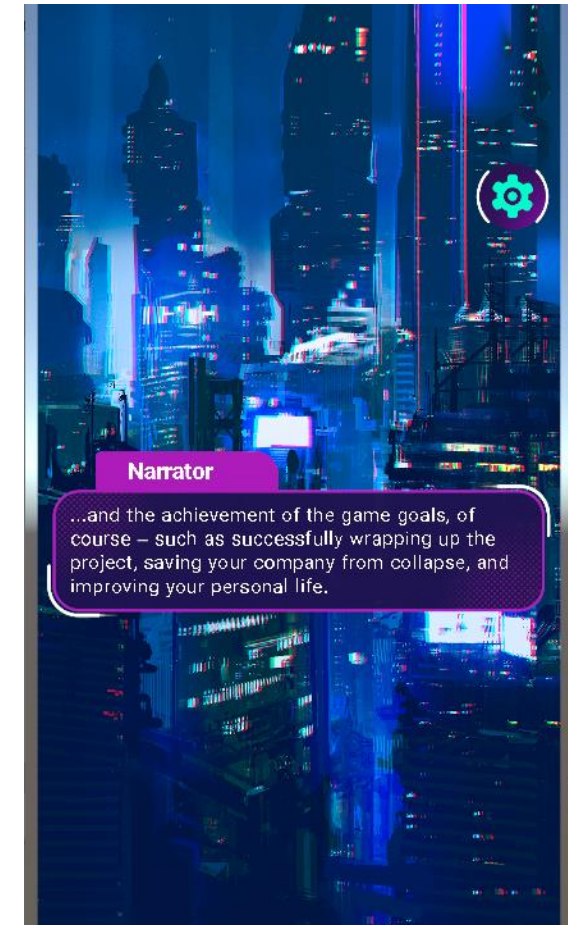 Narrator
...and the achievement of the game goals, of
course – such as successfully wrapping up the
project, saving your company from collapse, and
improving your personal life.